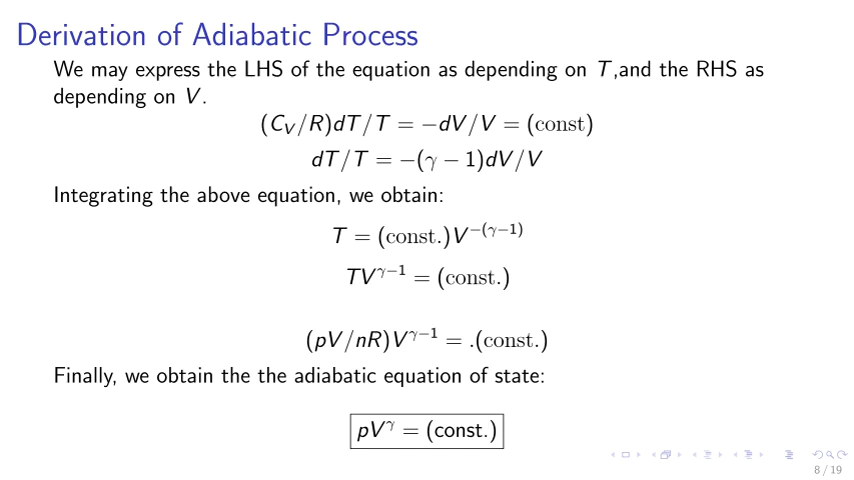 Derivation of Adiabatic Process
We may express the LHS of the equation as depending on T,and the RHS as
depending on V.
(C_V/R)dT/T = −dV/V = (const)
dT/T = −(γ − 1)dV/V
Integrating the above equation, we obtain:
T = (const.)V^{−(γ−1)}
TV^{γ−1} = (const.)
(pV/nR)V^{γ−1} = .(const.)
Finally, we obtain the the adiabatic equation of state:
pV^γ = (const.)
8 / 19